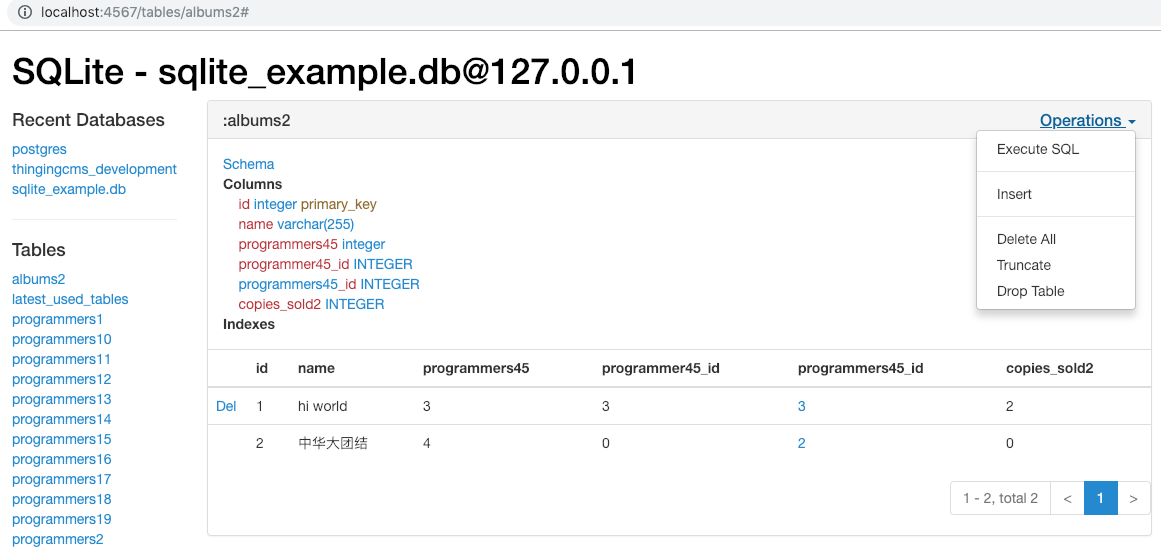 localhost:4567/tables/albums2#
SQLite - sqlite_example.db@127.0.0.1
Recent Databases
postgres
thingingcms_development
sqlite_example.db
Tables
albums2
latest_used_tables
programmers1
programmers10
programmers11
programmers12
programmers13
programmers14
programmers15
programmers16
programmers17
programmers18
programmers19
programmers2
:albums2
Operations
Execute SQL
Insert
Delete All
Truncate
Drop Table
Schema
Columns
id integer primary_key
name varchar(255)
programmers45 integer
programmer45_id INTEGER
programmers45_id INTEGER
copies_sold2 INTEGER
Indexes
id name programmers45 programmer45_id programmers45_id copies_sold2
Del 1 hi world 3 3 3 2
2 中华大团结 4 0 2 0
1 - 2, total 2 < 1 >